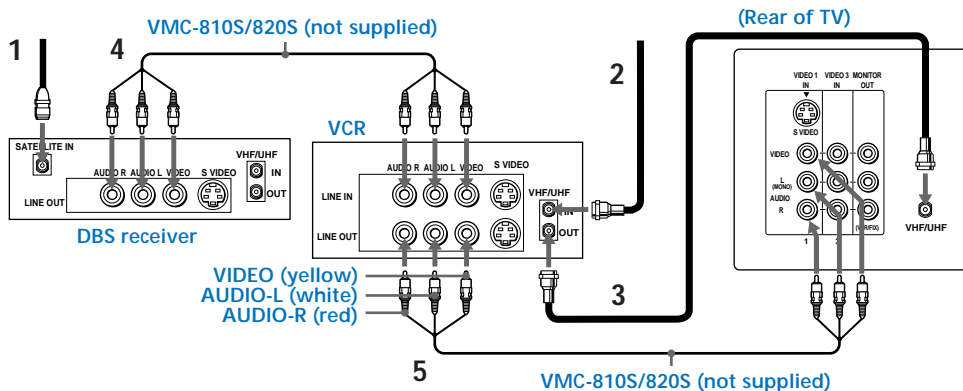 VMC-810S/820S (not supplied)
(Rear of TV)
1
4
2
VIDEO 1 IN
VIDEO 3 IN
MONITOR OUT
S VIDEO
VIDEO
L (MONO)
AUDIO
R
1
(VAR/FIX)
VHF/UHF
VCR
SATELLITE IN
AUDIO R AUDIO L VIDEO S VIDEO
VHF/UHF
IN
OUT
LINE OUT
DBS receiver
AUDIO R AUDIO L VIDEO S VIDEO
LINE IN
LINE OUT
VHF/UHF
IN
OUT
VIDEO (yellow)
AUDIO-L (white)
AUDIO-R (red)
3
5
VMC-810S/820S (not supplied)